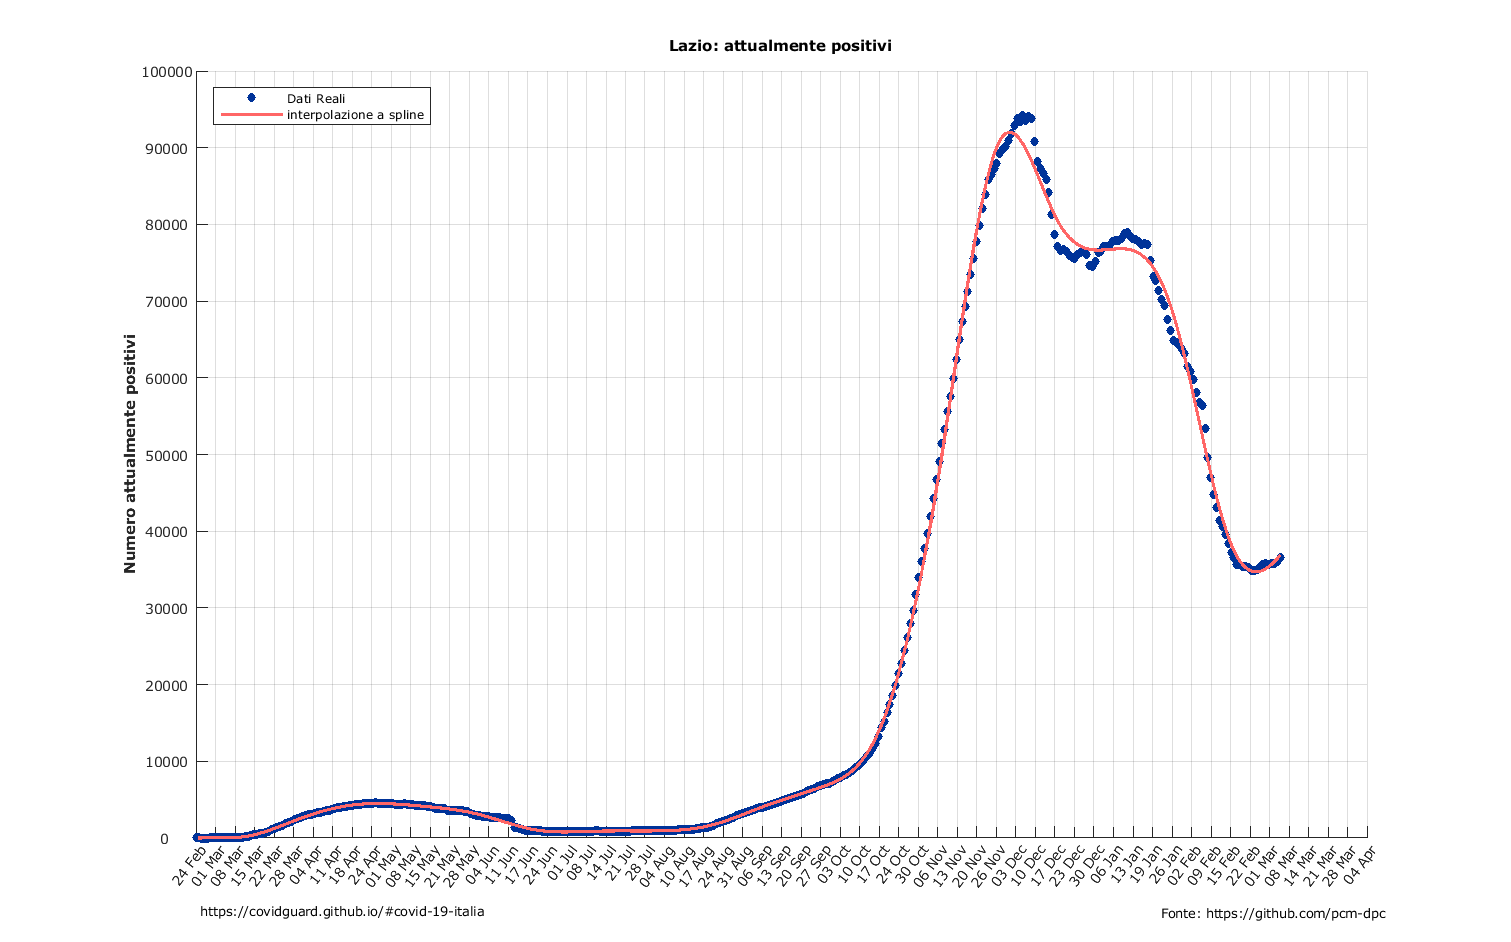 Lazio: attualmente positivi
100000
90000
80000
70000
60000
50000
40000
30000
20000
10000
0
Dati Reali
interpolazione a spline
Numero attualmente positivi
24 Feb
01 Mar
08 Mar
15 Mar
22 Mar
28 Mar
04 Apr
11 Apr
18 Apr
24 Apr
01 May
08 May
15 May
21 May
28 May
04 Jun
11 Jun
17 Jun
24 Jun
01 Jul
08 Jul
14 Jul
21 Jul
28 Jul
04 Aug
10 Aug
17 Aug
24 Aug
31 Aug
06 Sep
13 Sep
20 Sep
27 Sep
03 Oct
10 Oct
17 Oct
24 Oct
30 Oct
06 Nov
13 Nov
20 Nov
26 Nov
03 Dec
10 Dec
17 Dec
23 Dec
30 Dec
06 Jan
13 Jan
19 Jan
26 Jan
02 Feb
09 Feb
15 Feb
22 Feb
01 Mar
08 Mar
14 Mar
21 Mar
28 Mar
04 Apr
https://covidguard.github.io/#covid-19-italia
Fonte: https://github.com/pcm-dpc